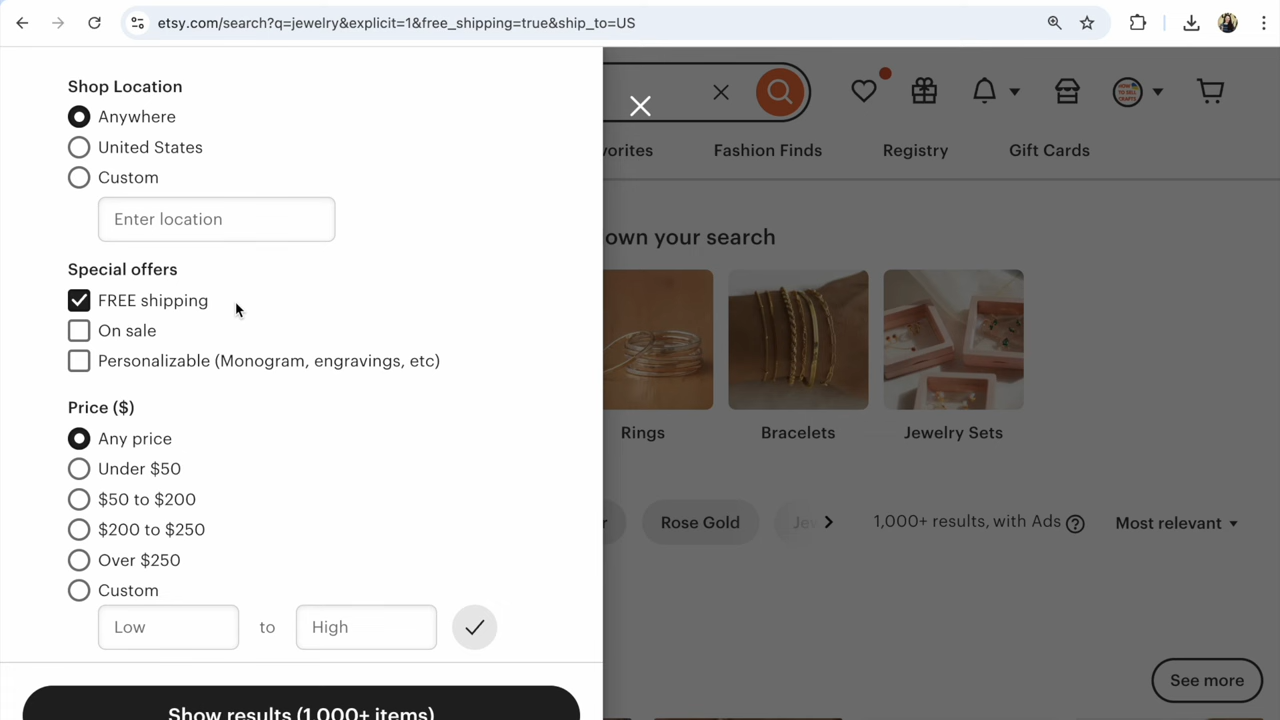 etsy.com/search?q=jewelry&explicit=1&free_shipping=true&ship_to=US
Shop Location
Anywhere
United States
Custom
Enter location
Special offers
FREE shipping
On sale
Personalizable (Monogram, engravings, etc)
Price ($)
Any price
Under $50
$50 to $200
$200 to $250
Over $250
Custom
Low to High
Show results (1,000+ items)
Fashion Finds Registry Gift Cards
own your search
Rings Bracelets Jewelry Sets
Rose Gold
1,000+ results, with Ads
Most relevant
See more